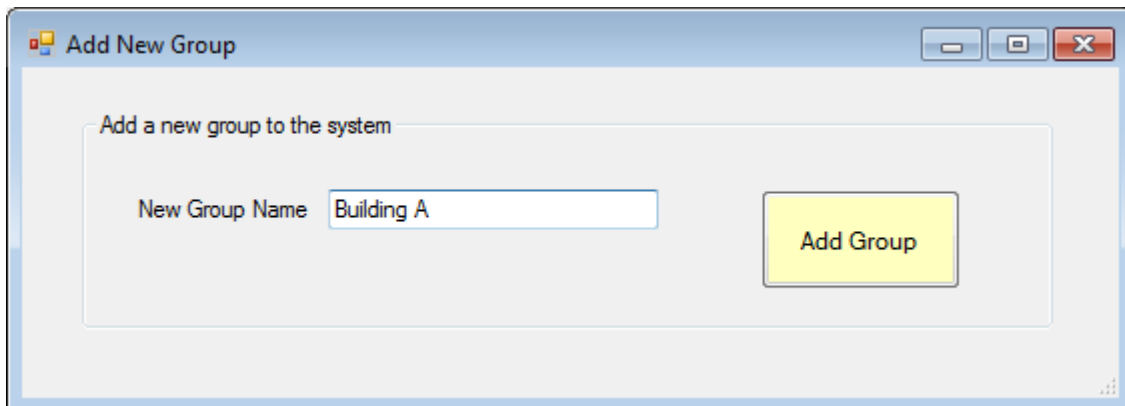 Add New Group
Add a new group to the system
New Group Name Building A
Add Group